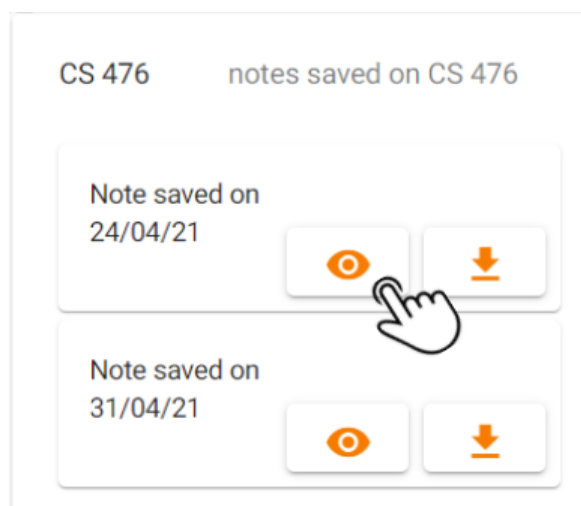 CS 476 notes saved on CS 476
Note saved on
24/04/21
Note saved on
31/04/21